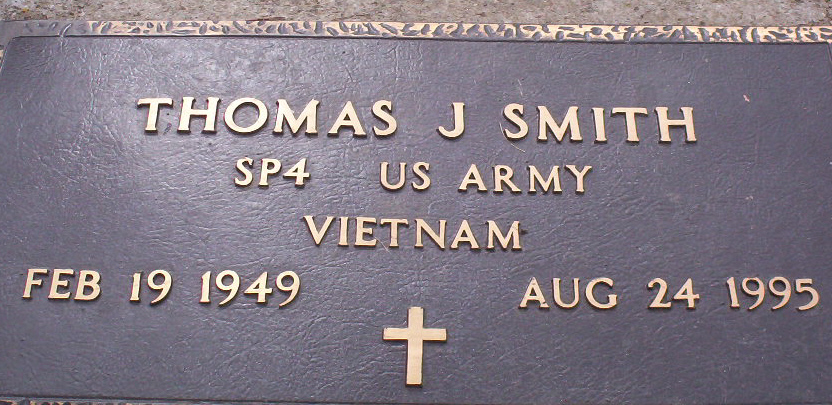 THOMAS J SMITH
SP4 US ARMY
VIETNAM
FEB 19 1949 AUG 24 1995